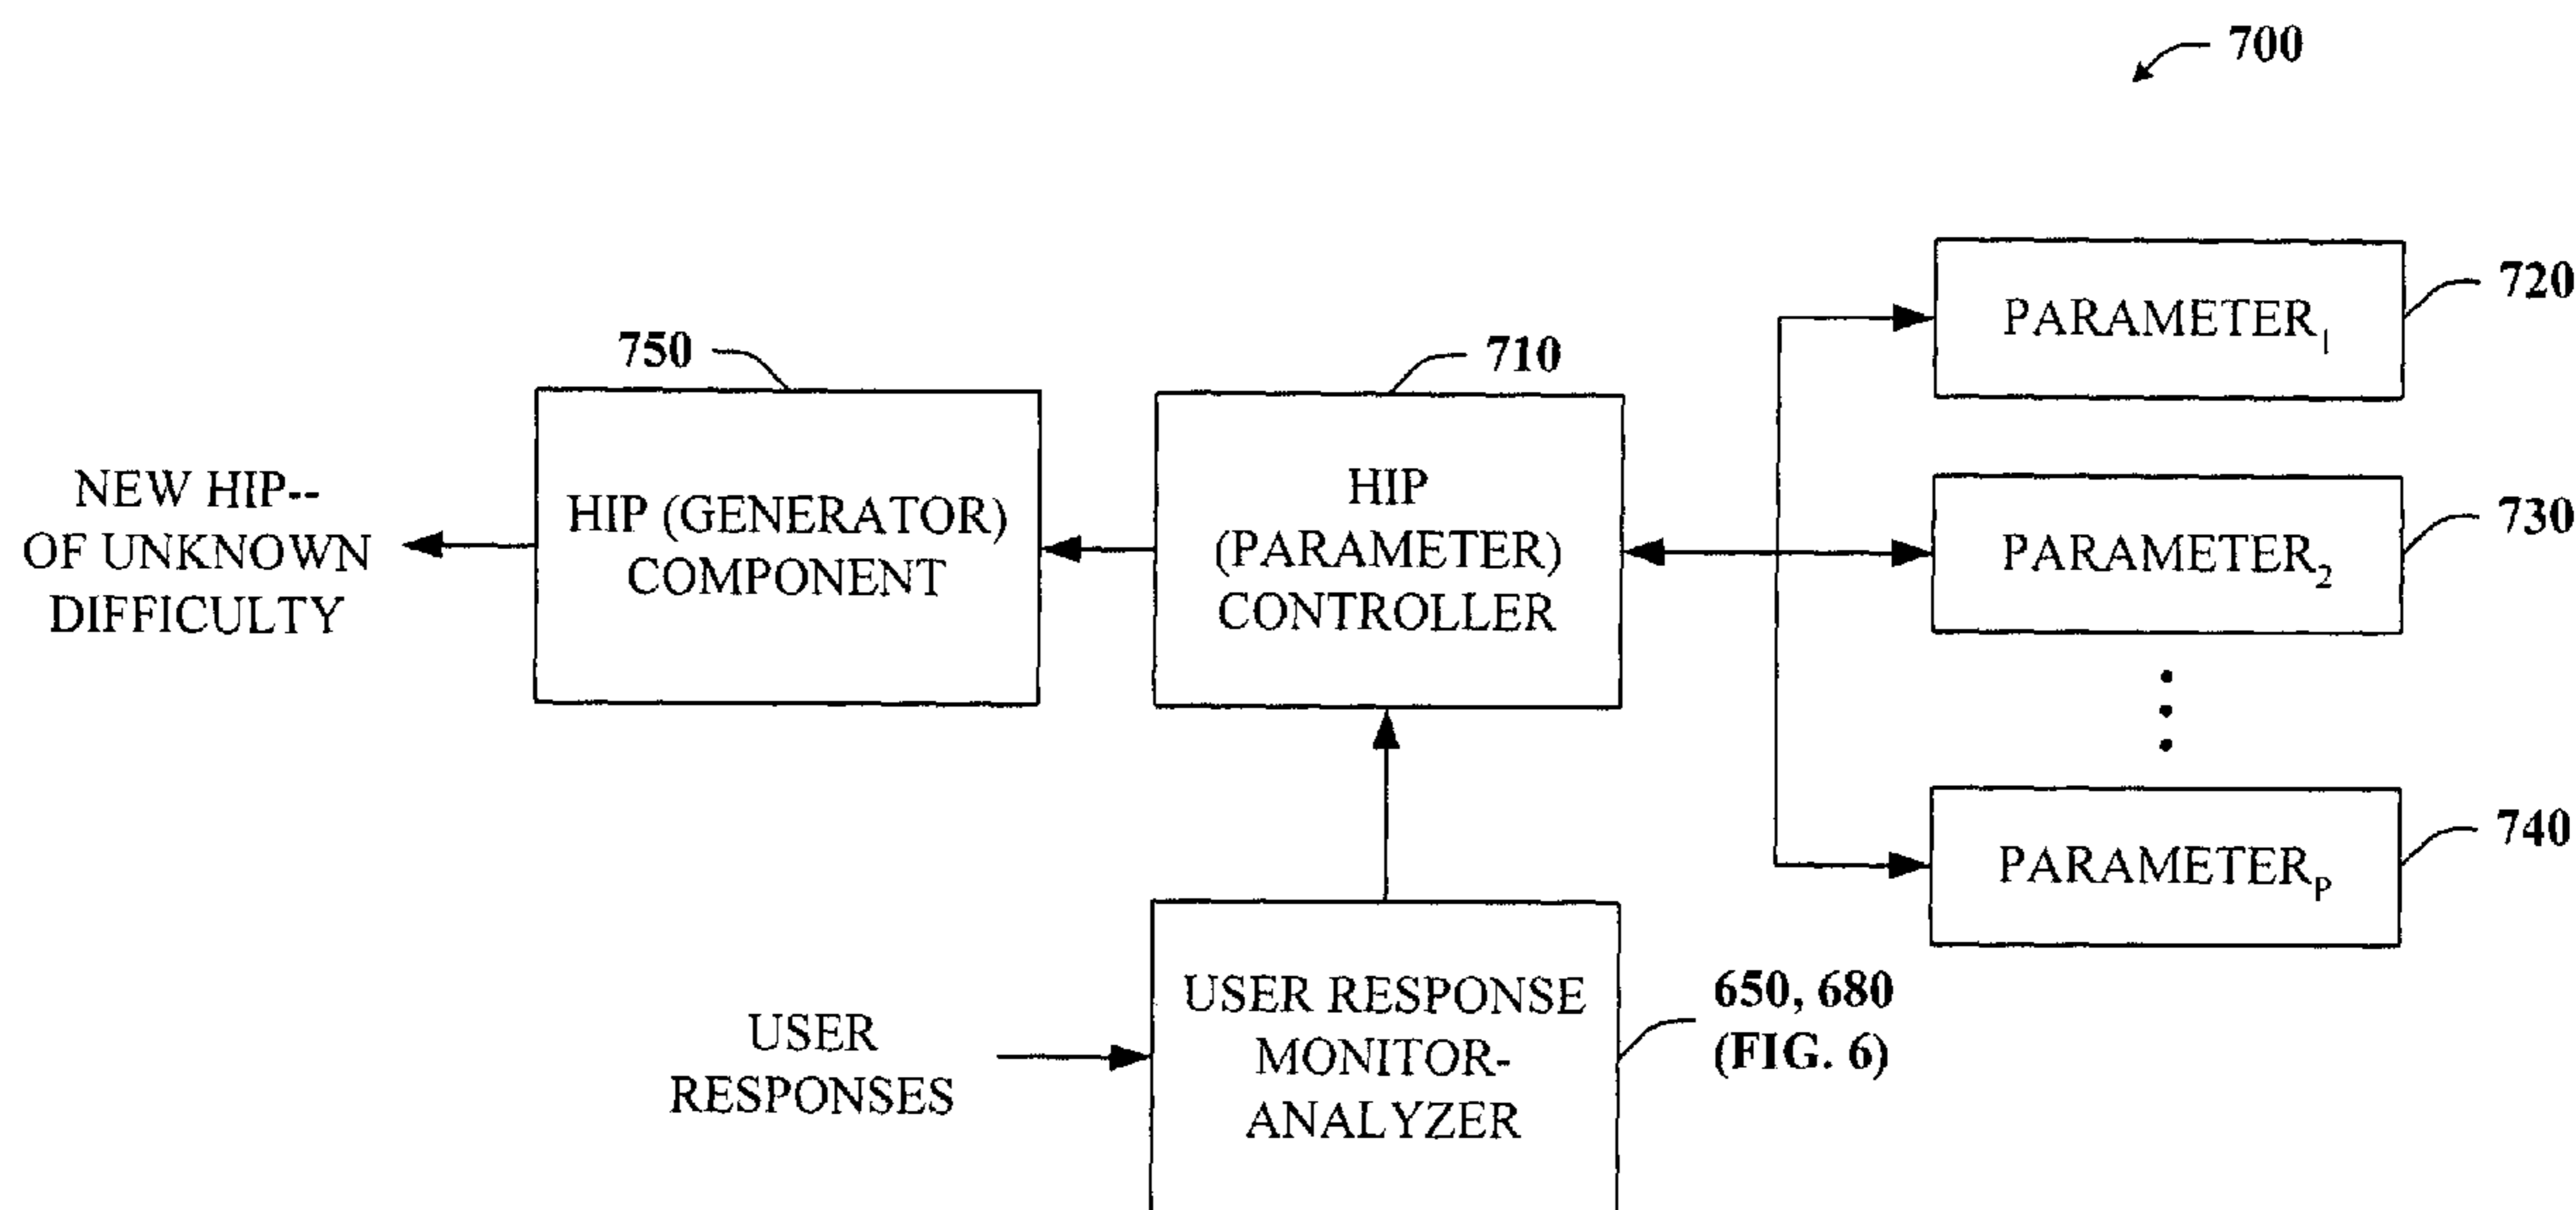 700
720
PARAMETER1
750
710
730
PARAMETER2
NEW HIP--
OF UNKNOWN
DIFFICULTY
HIP (GENERATOR)
COMPONENT
HIP
(PARAMETER)
CONTROLLER
740
PARAMETERP
USER
RESPONSES
USER RESPONSE
MONITOR-
ANALYZER
650, 680
(FIG. 6)